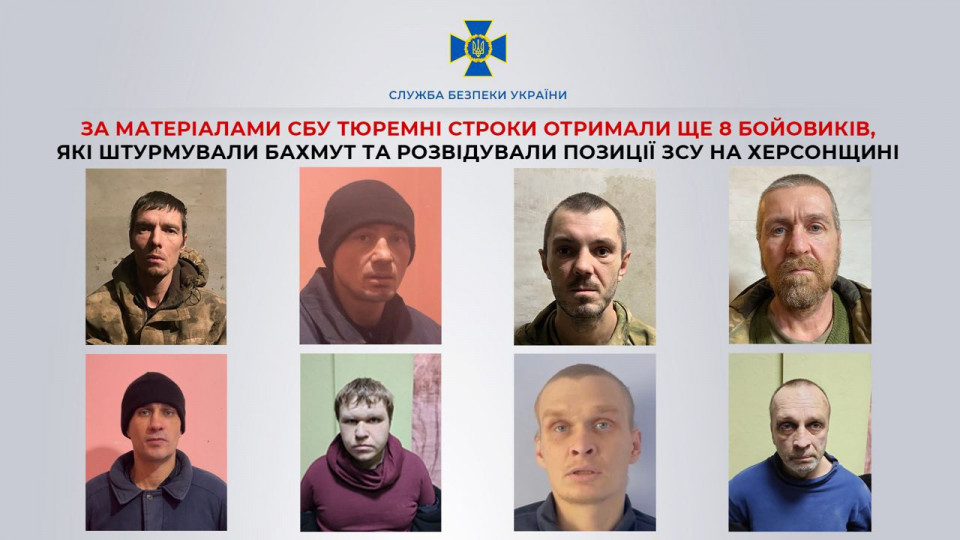 СЛУЖБА БЕЗПЕКИ УКРАЇНИ
ЗА МАТЕРІАЛАМИ СБУ ТЮРЕМНІ СТРОКИ ОТРИМАЛИ ЩЕ 8 БОЙОВИКІВ,
ЯКІ ШТУРМУВАЛИ БАХМУТ ТА РОЗВІДУВАЛИ ПОЗИЦІЇ ЗСУ НА ХЕРСОНЩИНІ